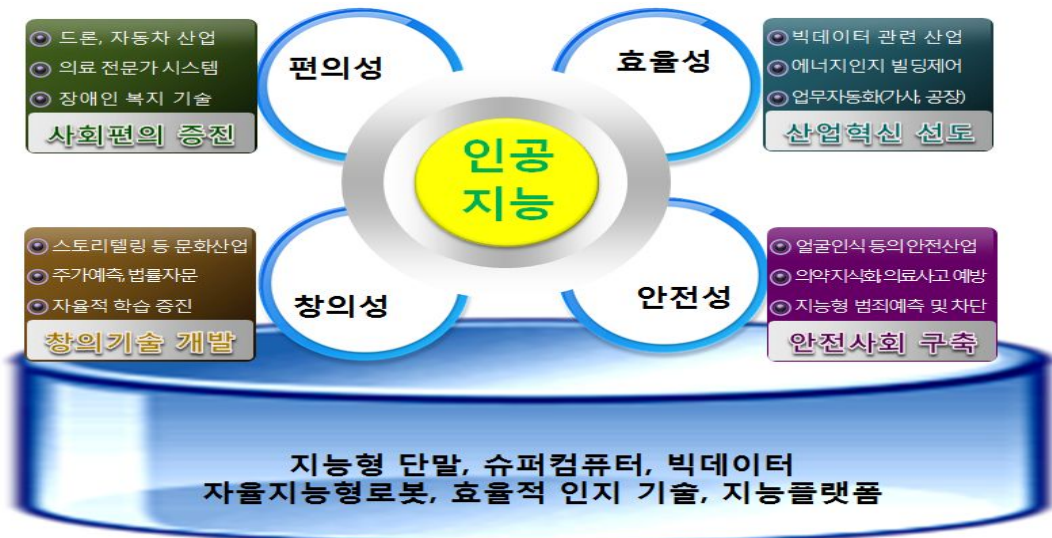 드론, 자동차 산업
의료 전문가 시스템
장애인 복지 기술
사회편의 증진
편의성
효율성
빅데이터 관련 산업
에너지인지 빌딩제어
업무자동화(가사, 공장)
산업혁신 선도
인공
지능
스토리텔링 등 문화산업
주가예측, 법률자문
자율적 학습 증진
창의기술 개발
창의성
안전성
얼굴인식 등의 안전산업
의약지식화,의료사고 예방
지능형 범죄예측 및 차단
안전사회 구축
지능형 단말, 슈퍼컴퓨터, 빅데이터
자율지능형로봇, 효율적 인지 기술, 지능플랫폼